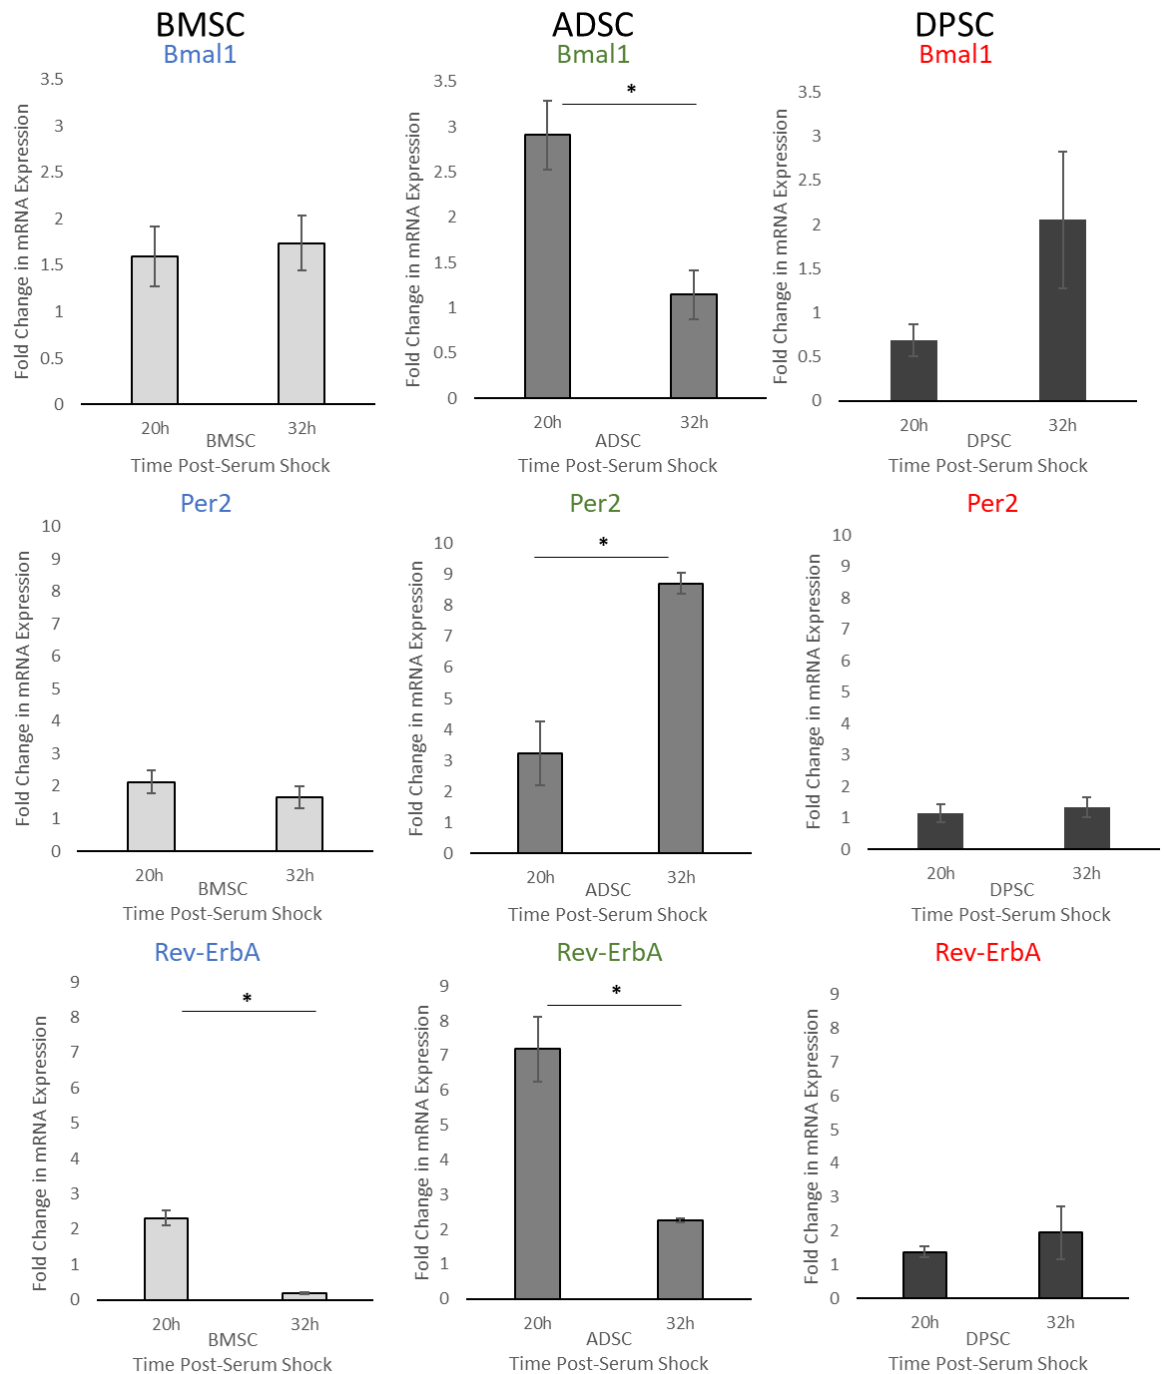 BMSC
ADSC
DPSC
Bmal1
Bmal1
Bmal1
Fold Change in mRNA Expression
3.5
3
2.5
2
1.5
1
0.5
0
20h
32h
BMSC
Time Post-Serum Shock
Fold Change in mRNA Expression
3.5
3
2.5
2
1.5
1
0.5
0
*
20h
32h
ADSC
Time Post-Serum Shock
Fold Change in mRNA Expression
3.5
3
2.5
2
1.5
1
0.5
0
20h
32h
DPSC
Time Post-Serum Shock
Per2
Per2
Per2
Fold Change in mRNA Expression
10
9
8
7
6
5
4
3
2
1
0
20h
32h
BMSC
Time Post-Serum Shock
Fold Change in mRNA Expression
10
9
8
7
6
5
4
3
2
1
0
*
20h
32h
ADSC
Time Post-Serum Shock
Fold Change in mRNA Expression
10
9
8
7
6
5
4
3
2
1
0
20h
32h
DPSC
Time Post-Serum Shock
Rev-ErbA
Rev-ErbA
Rev-ErbA
Fold Change in mRNA Expression
9
8
7
6
5
4
3
2
1
0
*
20h
32h
BMSC
Time Post-Serum Shock
Fold Change in mRNA Expression
9
8
7
6
5
4
3
2
1
0
*
20h
32h
ADSC
Time Post-Serum Shock
Fold Change in mRNA Expression
9
8
7
6
5
4
3
2
1
0
20h
32h
DPSC
Time Post-Serum Shock